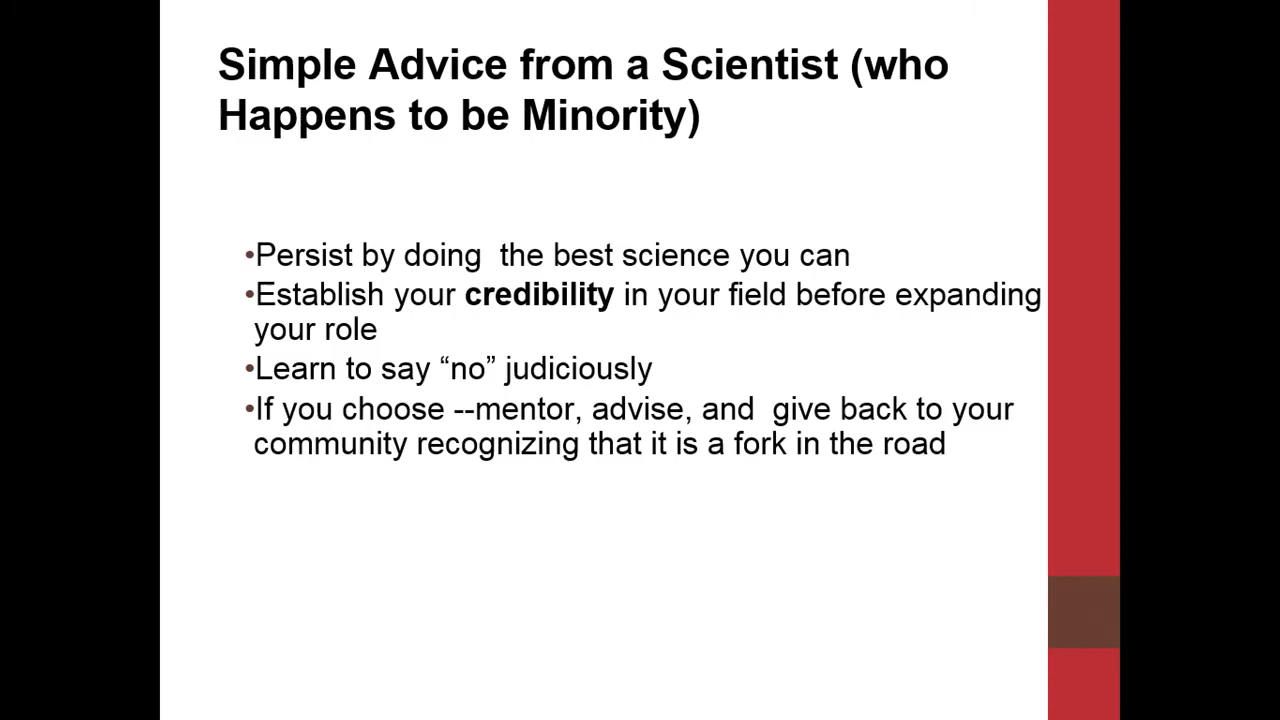 Simple Advice from a Scientist (who
Happens to be Minority)
•Persist by doing  the best science you can
•Establish your credibility in your field before expanding
your role
•Learn to say “no” judiciously
•If you choose --mentor, advise, and  give back to your
community recognizing that it is a fork in the road